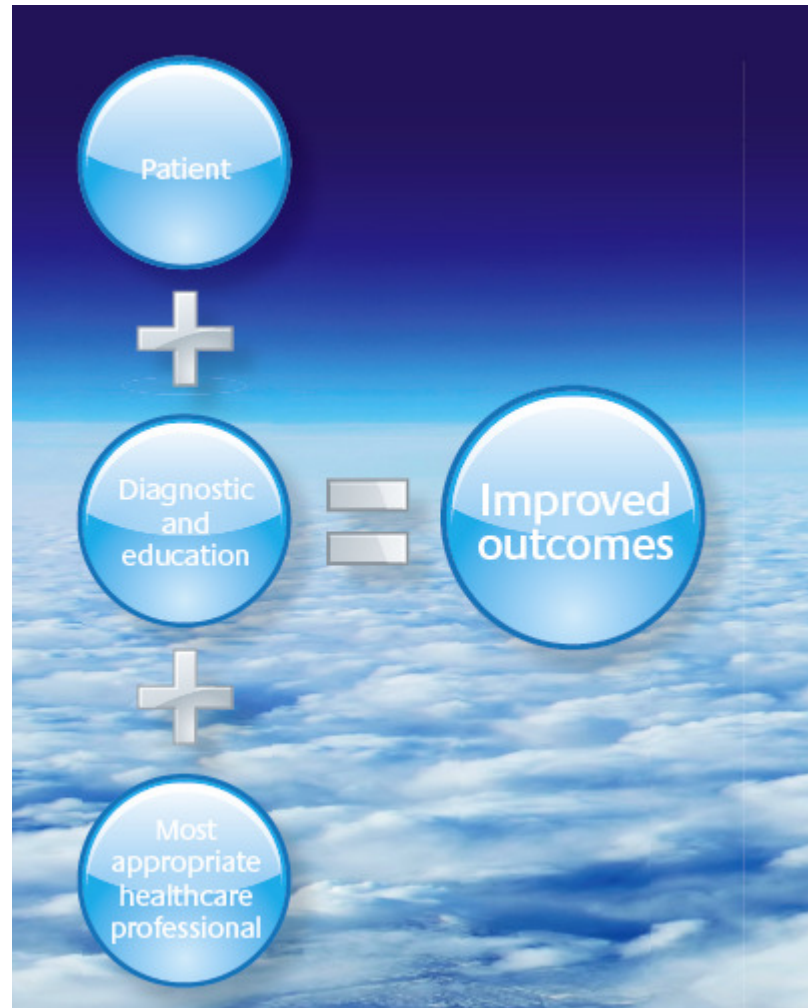 Patient
Diagnostic
and
education
Improved
outcomes
Most
appropriate
healthcare
professional